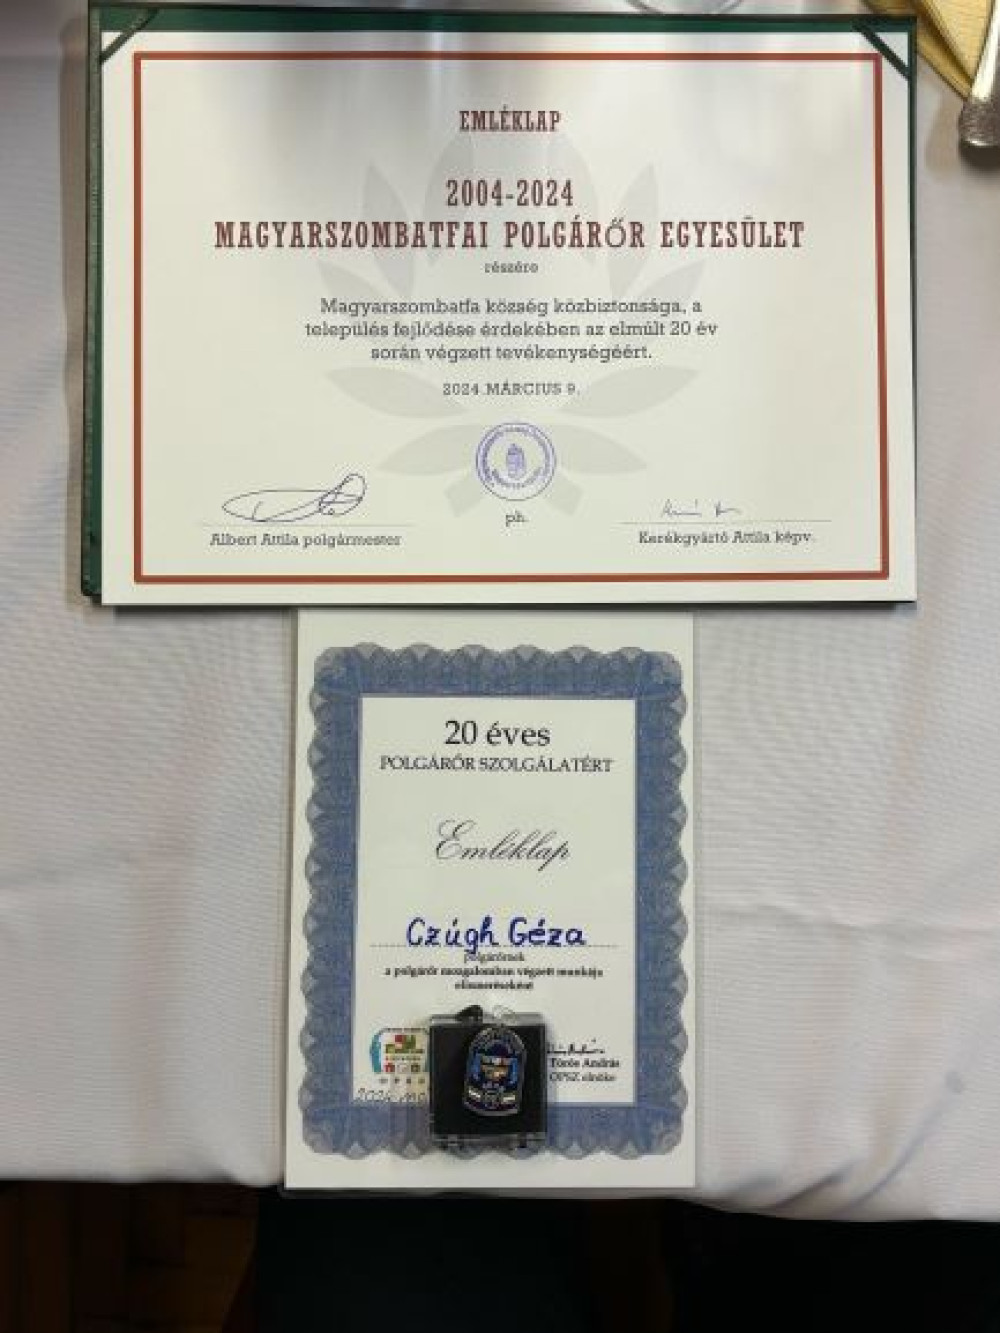 EMLÉKLAP
2004-2024
MAGYARSZOMBATFAI POLGÁRŐR EGYESÜLET
részére
Magyarszombatfa község közbiztonsága, a
település fejlődése érdekében az elmúlt 20 év
során végzett tevékenységéért.
2024.MÁRCIUS 9.
ph.
Albert Attila polgármester
Kerékgyártó Attila képv.
20 éves
POLGÁRŐR SZOLGÁLATÉRT
Emléklap
Czúgh Géza
polgárőrnek
a polgárőr mozgalomban végzett munkája
elismeréseként
Túrós András
OPSZ elnöke